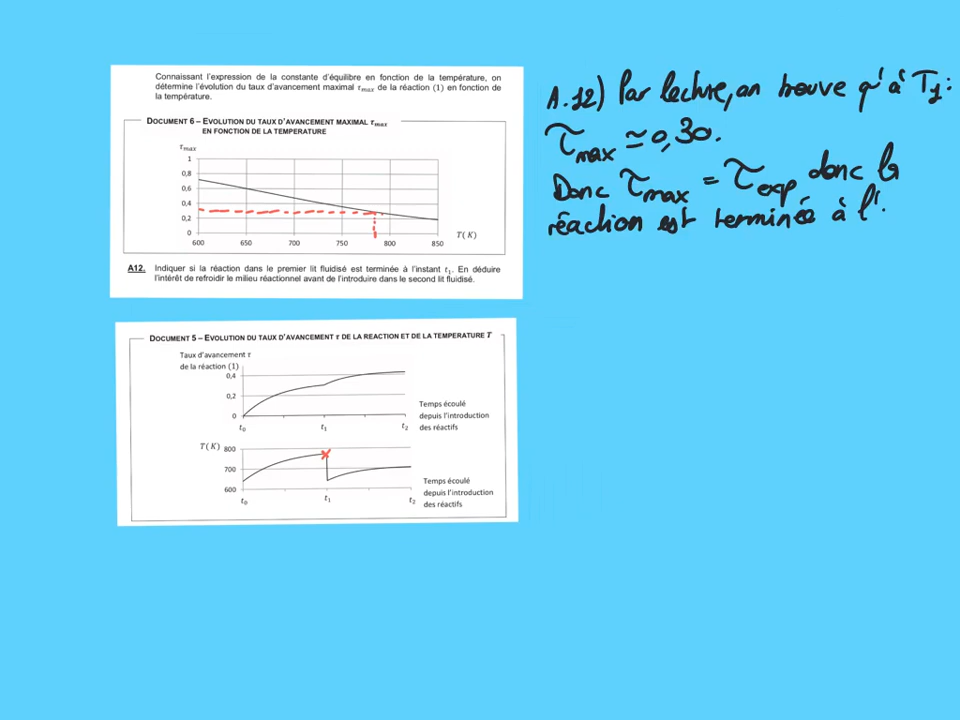 Connaissant l'expression de la constante d'équilibre en fonction de la température, on
détermine l'évolution du taux d'avancement maximal τmax de la réaction (1) en fonction de
la température.
DOCUMENT 6 – EVOLUTION DU TAUX D'AVANCEMENT MAXIMAL τmax
EN FONCTION DE LA TEMPERATURE
τmax
1
0,8
0,6
0,4
0,2
0
600 650 700 750 800 850
T(K)
A12. Indiquer si la réaction dans le premier lit fluidisé est terminée à l'instant t1. En déduire
l'intérêt de refroidir le milieu réactionnel avant de l'introduire dans le second lit fluidisé.
DOCUMENT 5 – EVOLUTION DU TAUX D'AVANCEMENT τ DE LA REACTION ET DE LA TEMPERATURE T
Taux d'avancement τ
de la réaction (1)
0,4
0,2
0
t0 t1 t2
Temps écoulé
depuis l'introduction
des réactifs
T(K)
800
700
600
t0 t1 t2
Temps écoulé
depuis l'introduction
des réactifs
A.12) Par lecture, on trouve q' à T1:
τmax ≃ 0,30.
Donc τmax = τexp donc la
réaction est terminée à l'.